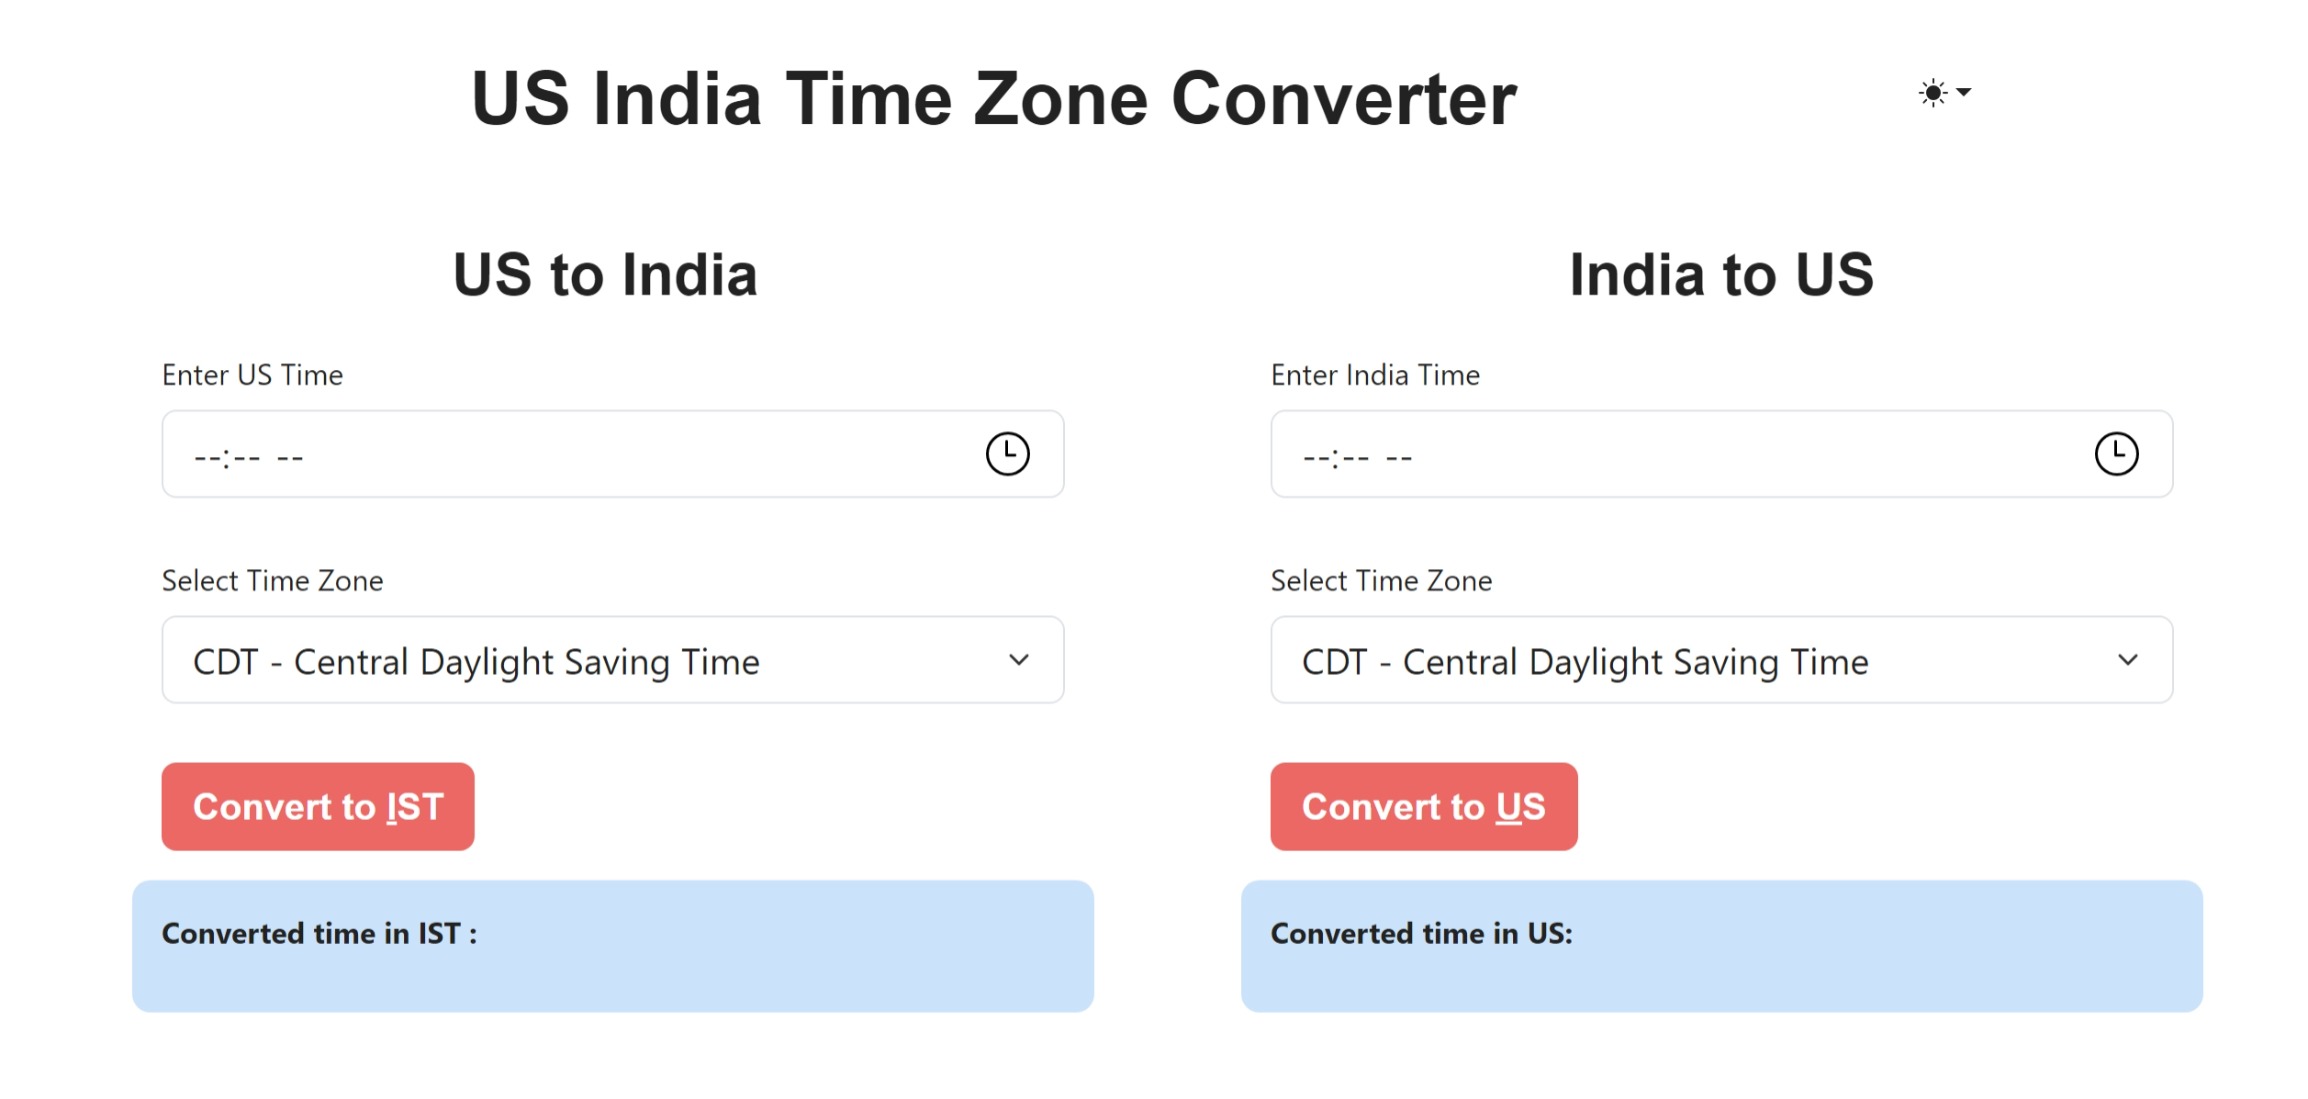 US India Time Zone Converter
US to India
Enter US Time
--:-- --
Select Time Zone
CDT - Central Daylight Saving Time
Convert to IST
Converted time in IST :
India to US
Enter India Time
--:-- --
Select Time Zone
CDT - Central Daylight Saving Time
Convert to US
Converted time in US: